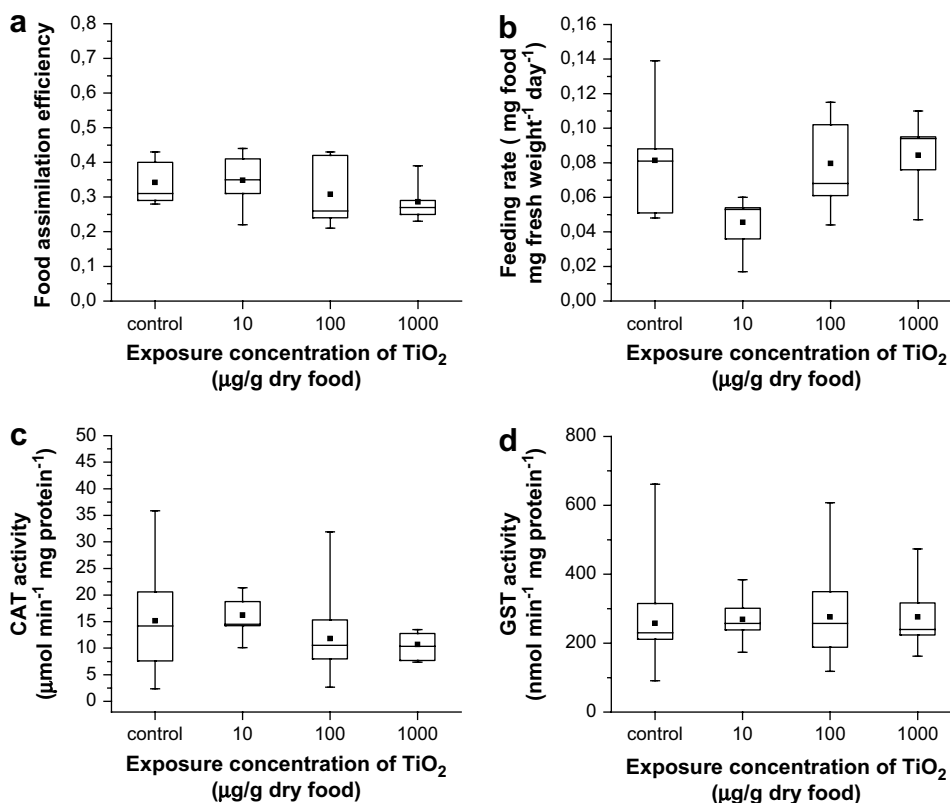 a
Food assimilation efficiency
0,8
0,7
0,6
0,5
0,4
0,3
0,2
0,1
0,0
control 10 100 1000
Exposure concentration of TiO₂
(μg/g dry food)
b
Feeding rate ( mg food
mg fresh weight⁻¹ day⁻¹)
0,16
0,14
0,12
0,10
0,08
0,06
0,04
0,02
0,00
control 10 100 1000
Exposure concentration of TiO₂
(μg/g dry food)
c
CAT activity
(μmol min⁻¹ mg protein⁻¹)
50
45
40
35
30
25
20
15
10
5
0
control 10 100 1000
Exposure concentration of TiO₂
(μg/g dry food)
d
GST activity
(nmol min⁻¹ mg protein⁻¹)
800
600
400
200
0
control 10 100 1000
Exposure concentration of TiO₂
(μg/g dry food)